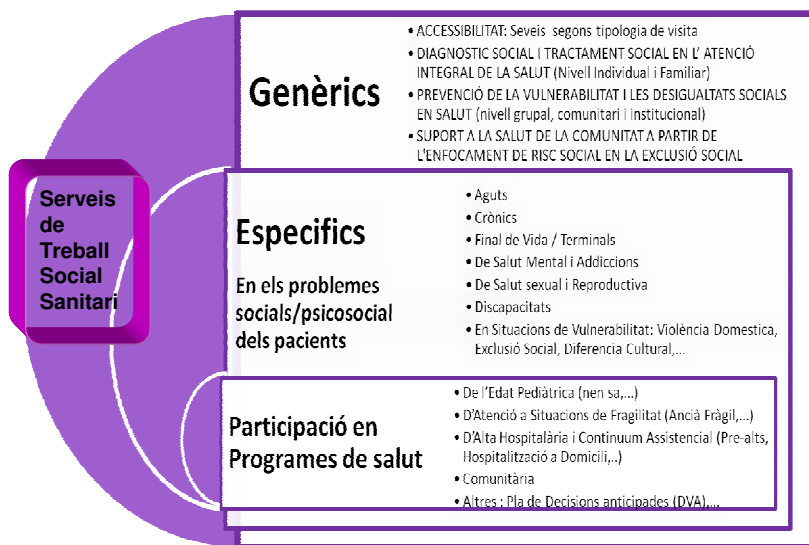 Serveis
de
Treball
Social
Sanitari
Genèrics
• ACCESSIBILITAT: Seveis segons tipologia de visita
• DIAGNOSTIC SOCIAL I TRACTAMENT SOCIAL EN L' ATENCIÓ
INTEGRAL DE LA SALUT (Nivell Individual i Familiar)
• PREVENCIÓ DE LA VULNERABILITAT I LES DESIGUALTATS SOCIALS
EN SALUT (nivell grupal, comunitari i institucional)
• SUPORT A LA SALUT DE LA COMUNITAT A PARTIR DE
L'ENFOCAMENT DE RISC SOCIAL EN LA EXCLUSIÓ SOCIAL
Especifics
En els problemes
socials/psicosocial
dels pacients
• Aguts
• Crònics
• Final de Vida / Terminals
• De Salut Mental i Addiccions
• De Salut sexual i Reproductiva
• Discapacitats
• En Situacions de Vulnerabilitat: Violència Domestica,
Exclusió Social, Diferencia Cultural,...
Participació en
Programes de salut
• De l'Edat Pediàtrica (nen sa,...)
• D'Atenció a Situacions de Fragilitat (Ancià Fràgil,...)
• D'Alta Hospitalària i Continuum Assistencial (Pre-alts,
Hospitalització a Domicili,..)
• Comunitària
• Altres : Pla de Decisions anticipades (DVA),...